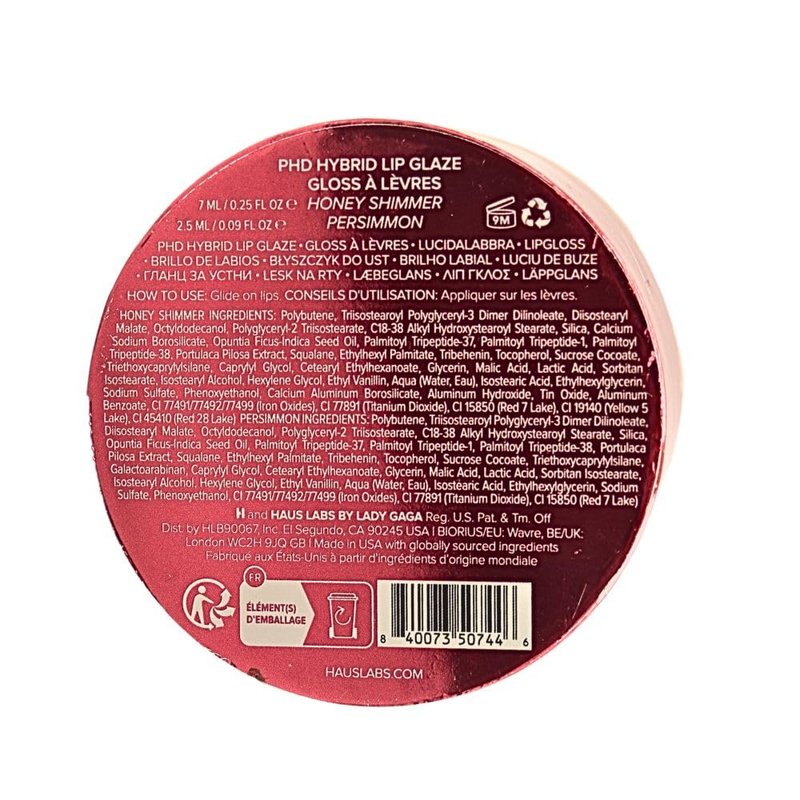 PHD HYBRID LIP GLAZE
GLOSS À LÈVRES
7 ML / 0.25 FL OZ ℮ HONEY SHIMMER
2.5 ML / 0.09 FL OZ ℮ PERSIMMON
9M
PHD HYBRID LIP GLAZE • GLOSS À LÈVRES • LUCIDALABBRA • LIPGLOSS
• BRILLO DE LABIOS • BŁYSZCZYK DO UST • BRILHO LABIAL • LUCIU DE BUZE
• ГЛАНЦ ЗА УСТНИ • LESK NA RTY • LÆBEGLANS • ΛΙΠ ΓΚΛΟΣ • LÄPPGLANS
HOW TO USE: Glide on lips. CONSEILS D'UTILISATION: Appliquer sur les lèvres.
HONEY SHIMMER INGREDIENTS: Polybutene, Triisostearoyl Polyglyceryl-3 Dimer Dilinoleate, Diisostearyl
Malate, Octyldodecanol, Polyglyceryl-2 Triisostearate, C18-38 Alkyl Hydroxystearoyl Stearate, Silica, Calcium
Sodium Borosilicate, Opuntia Ficus-Indica Seed Oil, Palmitoyl Tripeptide-37, Palmitoyl Tripeptide-1, Palmitoyl
Tripeptide-38, Portulaca Pilosa Extract, Squalane, Ethylhexyl Palmitate, Tribehenin, Tocopherol, Sucrose Cocoate,
Triethoxycaprylylsilane, Caprylyl Glycol, Cetearyl Ethylhexanoate, Glycerin, Malic Acid, Lactic Acid, Sorbitan
Isostearate, Isostearyl Alcohol, Hexylene Glycol, Ethyl Vanillin, Aqua (Water, Eau), Isostearic Acid, Ethylhexylglycerin,
Sodium Sulfate, Phenoxyethanol, Calcium Aluminum Borosilicate, Aluminum Hydroxide, Tin Oxide, Aluminum
Benzoate, CI 77491/77492/77499 (Iron Oxides), CI 77891 (Titanium Dioxide), CI 15850 (Red 7 Lake), CI 19140 (Yellow 5
Lake), CI 45410 (Red 28 Lake) PERSIMMON INGREDIENTS: Polybutene, Triisostearoyl Polyglyceryl-3 Dimer Dilinoleate,
Diisostearyl Malate, Octyldodecanol, Polyglyceryl-2 Triisostearate, C18-38 Alkyl Hydroxystearoyl Stearate, Silica,
Opuntia Ficus-Indica Seed Oil, Palmitoyl Tripeptide-37, Palmitoyl Tripeptide-1, Palmitoyl Tripeptide-38, Portulaca
Pilosa Extract, Squalane, Ethylhexyl Palmitate, Tribehenin, Tocopherol, Sucrose Cocoate, Triethoxycaprylylsilane,
Galactoarabinan, Caprylyl Glycol, Cetearyl Ethylhexanoate, Glycerin, Malic Acid, Lactic Acid, Sorbitan Isostearate,
Isostearyl Alcohol, Hexylene Glycol, Ethyl Vanillin, Aqua (Water, Eau), Isostearic Acid, Ethylhexylglycerin, Sodium
Sulfate, Phenoxyethanol, CI 77491/77492/77499 (Iron Oxides), CI 77891 (Titanium Dioxide), CI 15850 (Red 7 Lake)
H and HAUS LABS BY LADY GAGA Reg. U.S. Pat. & Tm. Off
Dist. by HLB90067, Inc. El Segundo, CA 90245 USA | BIORIUS/EU: Wavre, BE/UK:
London WC2H 9JQ GB | Made in USA with globally sourced ingredients
Fabriqué aux États-Unis à partir d'ingrédients d'origine mondiale
FR
ÉLÉMENT(S)
D'EMBALLAGE
8 40073 50744 6
HAUSLABS.COM